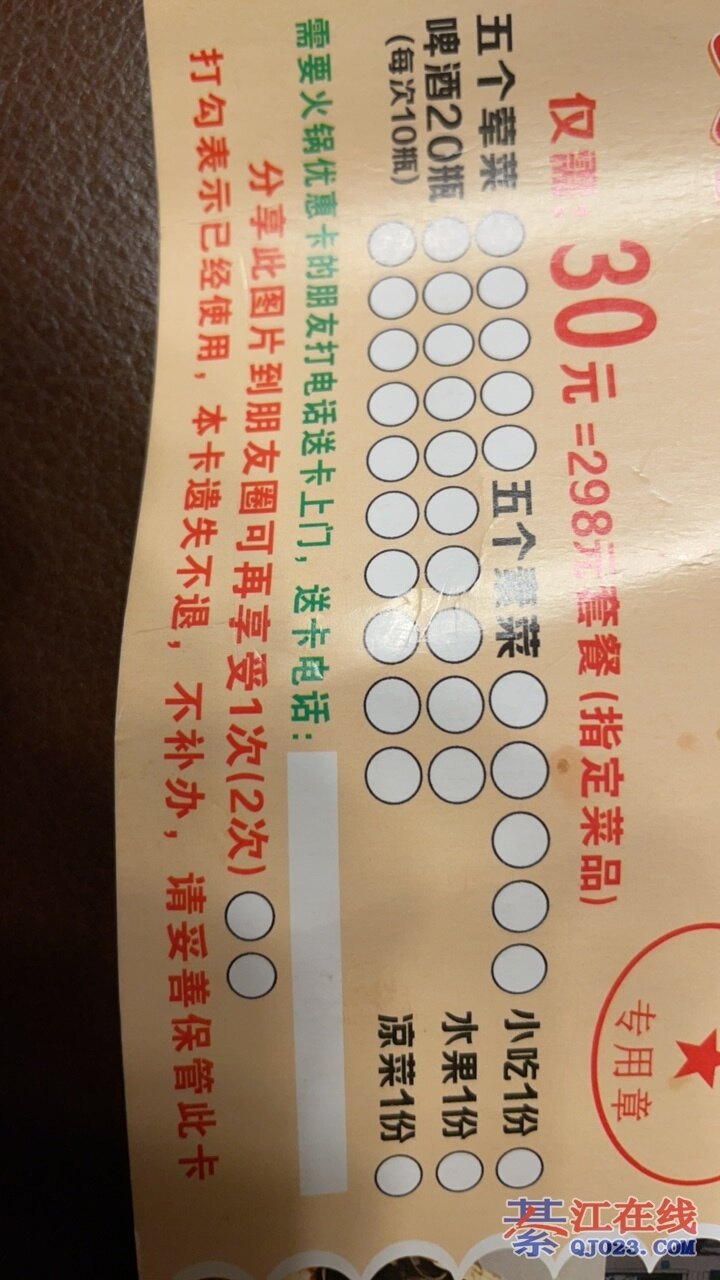 仅需：30元=298元套餐（指定菜品）
五个荤菜 五个素菜 小吃1份
啤酒20瓶 水果1份
（每次10瓶） 凉菜1份
需要火锅优惠卡的朋友打电话送卡上门，送卡电话：
分享此图片到朋友圈可再享受1次（2次）
打勾表示已经使用，本卡遗失不退，不补办，请妥善保管此卡
专用章
綦江在线
QJ023.COM